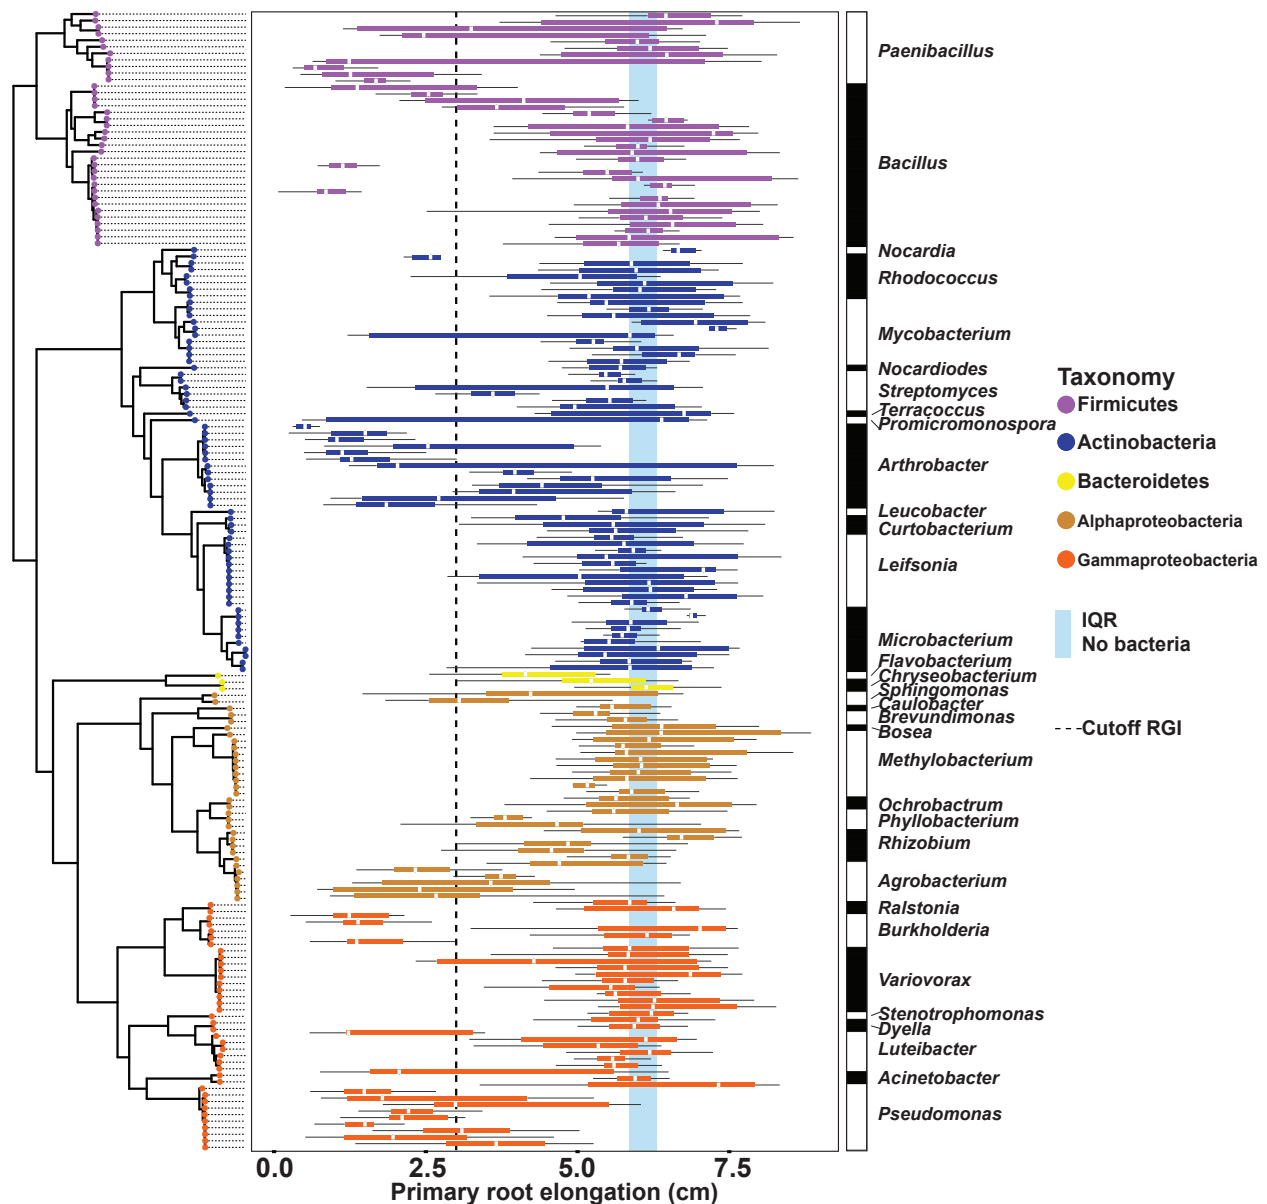 Paenibacillus
Bacillus
Nocardia
Rhodococcus
Mycobacterium
Nocardiodes
Streptomyces
Terracoccus
Promicromonospora
Arthrobacter
Leucobacter
Curtobacterium
Leifsonia
Microbacterium
Flavobacterium
Chryseobacterium
Sphingomonas
Caulobacter
Brevundimonas
Bosea
Methylobacterium
Ochrobactrum
Phyllobacterium
Rhizobium
Agrobacterium
Ralstonia
Burkholderia
Variovorax
Stenotrophomonas
Dyella
Luteibacter
Acinetobacter
Pseudomonas
Taxonomy
Firmicutes
Actinobacteria
Bacteroidetes
Alphaproteobacteria
Gammaproteobacteria
IQR
No bacteria
Cutoff RGI
0.0 2.5 5.0 7.5
Primary root elongation (cm)